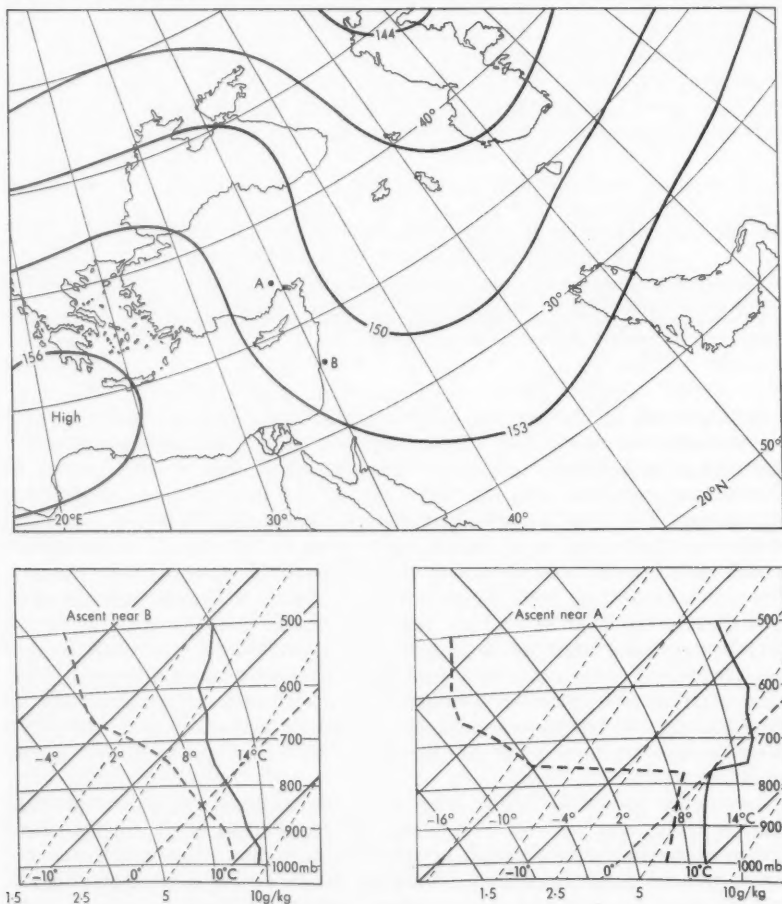 144
40°
A
30°
150
B
156
High
153
50°
20°E
30°
40°
20°N
Ascent near B
500
600
-4°
2°
8°
14°C
700
800
900
-10°
0°
10°C
1000mb
1·5
2·5
5
10g/kg
Ascent near A
500
600
700
800
-16°
-10°
-4°
2°
8°
14°C
900
-10°
0°
10°C
1000mb
1·5
2·5
5
10g/kg